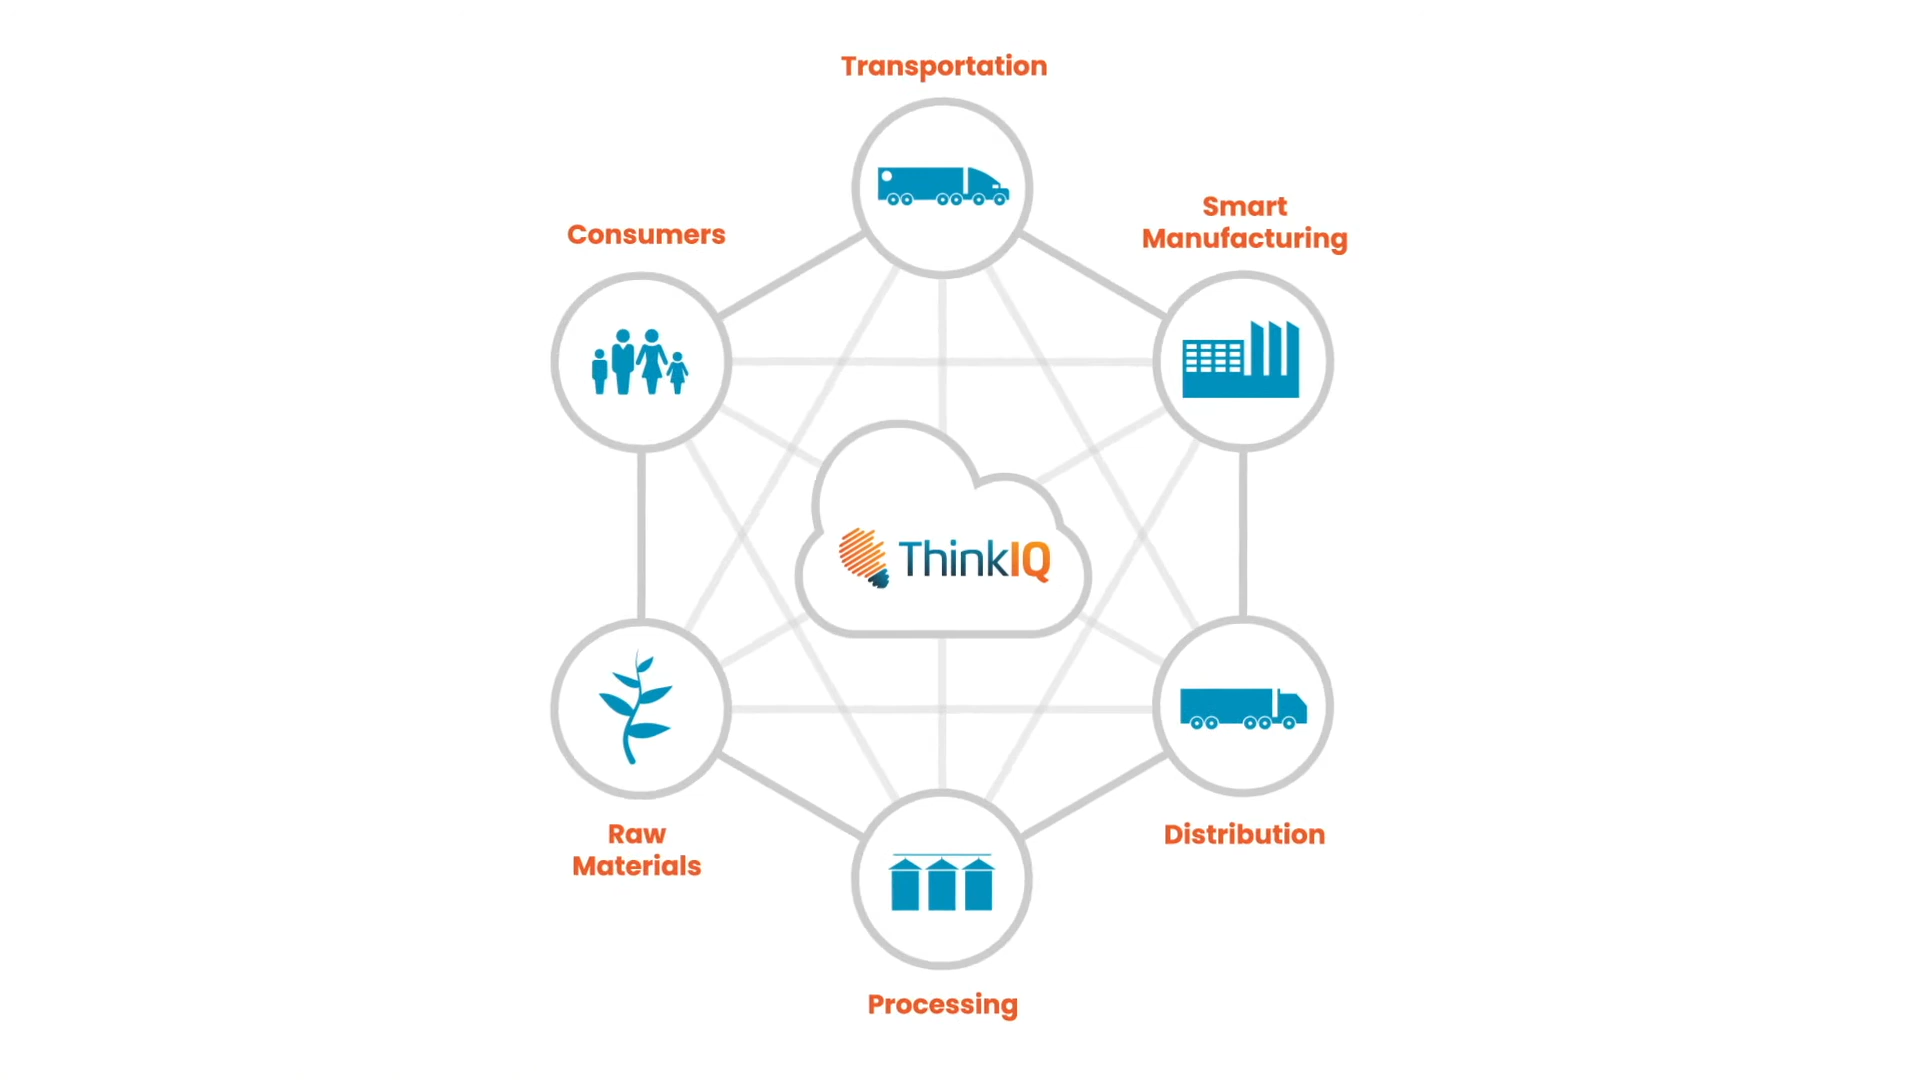 Transportation
Smart
Manufacturing
Consumers
ThinkIQ
Raw
Materials
Distribution
Processing